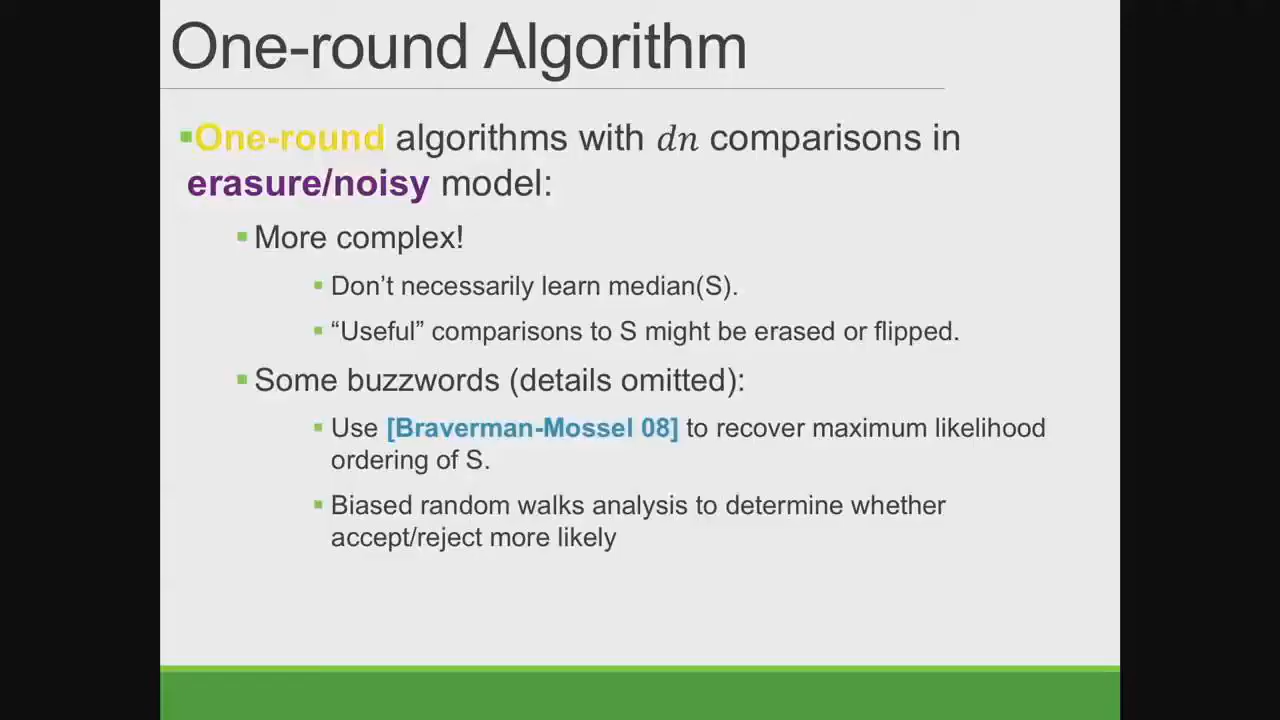 One-round Algorithm
One-round algorithms with dn comparisons in
erasure/noisy model:
More complex!
Don’t necessarily learn median(S).
“Useful” comparisons to S might be erased or flipped.
Some buzzwords (details omitted):
Use [Braverman-Mossel 08] to recover maximum likelihood
ordering of S.
Biased random walks analysis to determine whether
accept/reject more likely